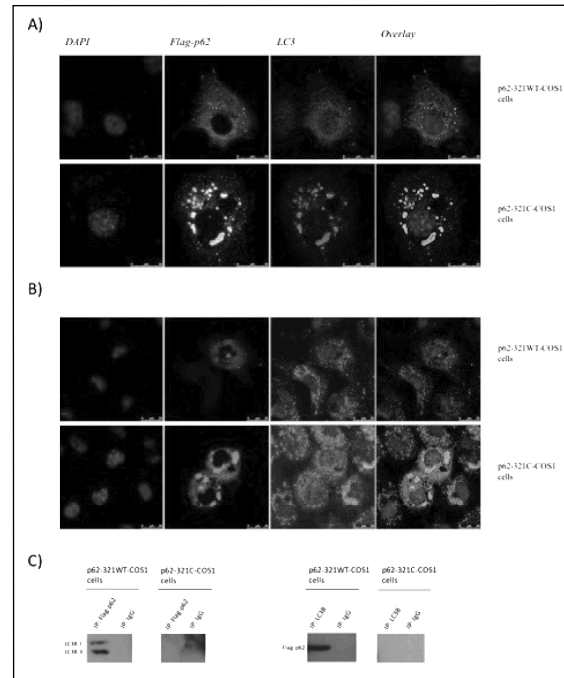 A)
DAPI Flag-p62 LC3 Overlay
p62-321WT-COS1
cells
p62-321C-COS1
cells
B)
p62-321WT-COS1
cells
p62-321C-COS1
cells
C)
p62-321WT-COS1 p62-321C-COS1 p62-321WT-COS1 p62-321C-COS1
cells cells cells cells
IP: Flag-p62 IP: IgG IP: Flag-p62 IP: IgG IP: LC3B IP: IgG IP: LC3B IP: IgG
LC3B I Flag-p62
LC3B II